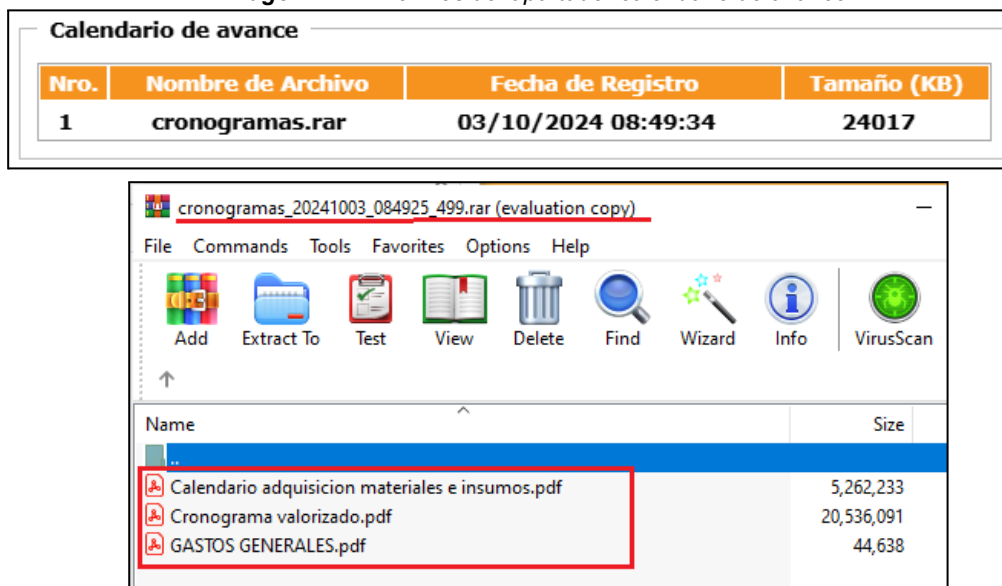 Calendario de avance
Nro. Nombre de Archivo Fecha de Registro Tamaño (KB)
1 cronogramas.rar 03/10/2024 08:49:34 24017
cronogramas_20241003_084925_499.rar (evaluation copy)
File Commands Tools Favorites Options Help
Add Extract To Test View Delete Find Wizard Info VirusScan
Name Size
..
Calendario adquisicion materiales e insumos.pdf 5,262,233
Cronograma valorizado.pdf 20,536,091
GASTOS GENERALES.pdf 44,638